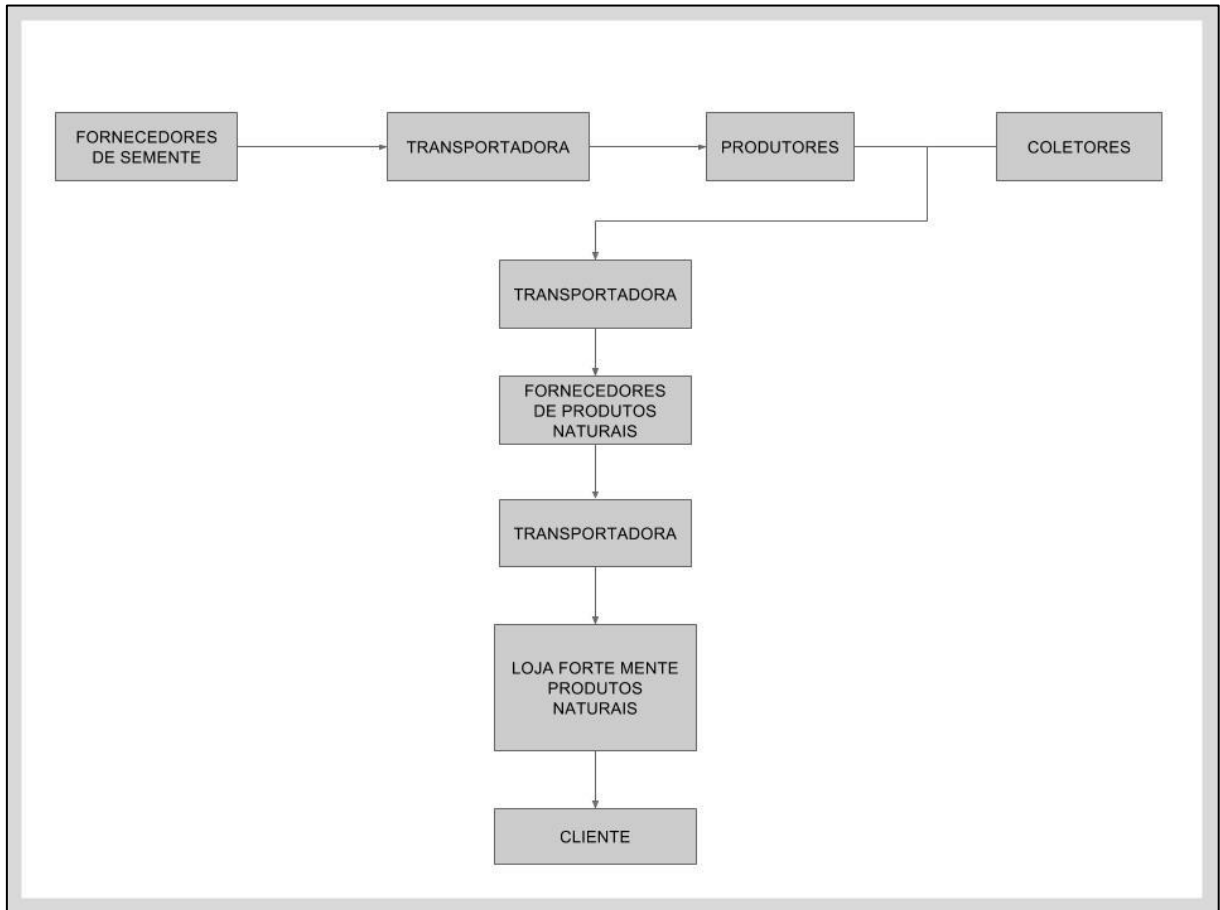 FORNECEDORES
DE SEMENTE
TRANSPORTADORA
PRODUTORES
COLETORES
TRANSPORTADORA
FORNECEDORES
DE PRODUTOS
NATURAIS
TRANSPORTADORA
LOJA FORTE MENTE
PRODUTOS
NATURAIS
CLIENTE